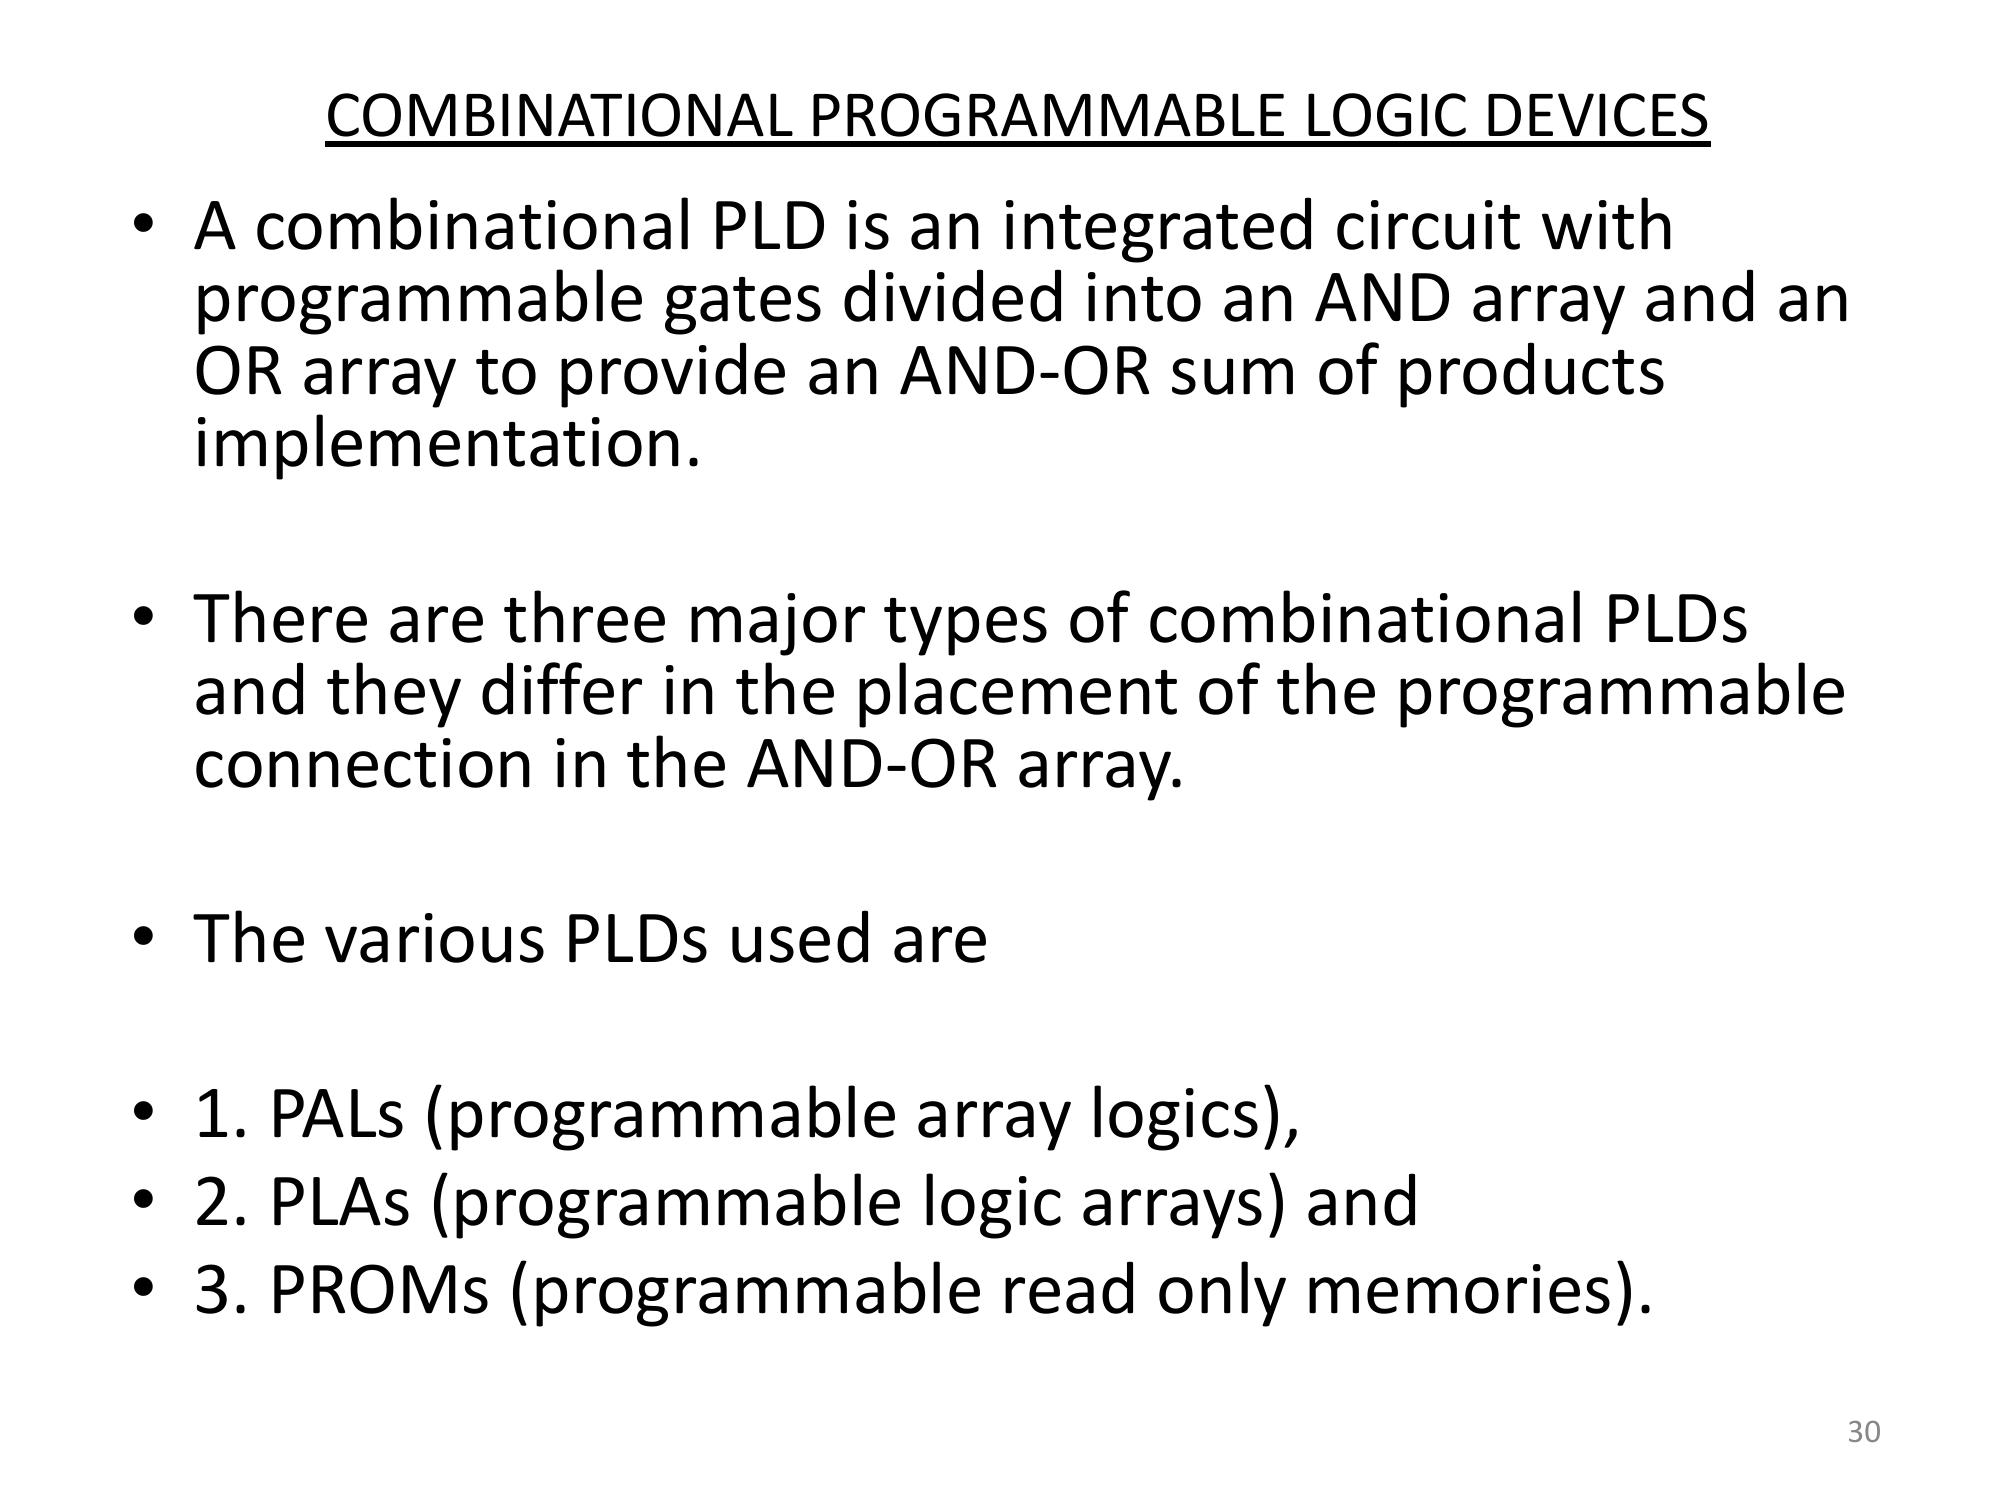 COMBINATIONAL PROGRAMMABLE LOGIC DEVICES
• A combinational PLD is an integrated circuit with
programmable gates divided into an AND array and an
OR array to provide an AND-OR sum of products
implementation.
• There are three major types of combinational PLDs
and they differ in the placement of the programmable
connection in the AND-OR array.
• The various PLDs used are
• 1. PALs (programmable array logics),
• 2. PLAs (programmable logic arrays) and
• 3. PROMs (programmable read only memories).
30